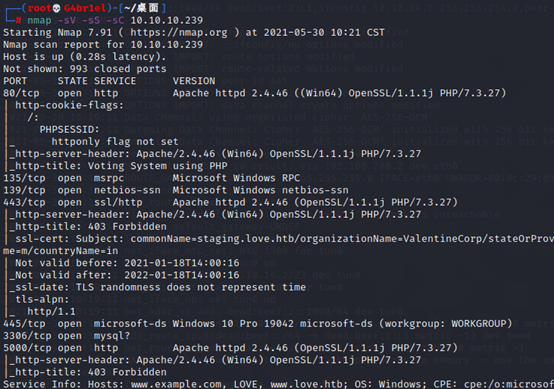 (root💀G4br1el)-[~/桌面]
# nmap -sV -sS -sC 10.10.10.239
Starting Nmap 7.91 ( https://nmap.org ) at 2021-05-30 10:21 CST
Nmap scan report for 10.10.10.239
Host is up (0.28s latency).
Not shown: 993 closed ports
PORT STATE SERVICE VERSION
80/tcp open http Apache httpd 2.4.46 ((Win64) OpenSSL/1.1.1j PHP/7.3.27)
| http-cookie-flags:
| /:
| PHPSESSID:
|_ httponly flag not set
|_http-server-header: Apache/2.4.46 (Win64) OpenSSL/1.1.1j PHP/7.3.27
|_http-title: Voting System using PHP
135/tcp open msrpc Microsoft Windows RPC
139/tcp open netbios-ssn Microsoft Windows netbios-ssn
443/tcp open ssl/http Apache httpd 2.4.46 (OpenSSL/1.1.1j PHP/7.3.27)
|_http-server-header: Apache/2.4.46 (Win64) OpenSSL/1.1.1j PHP/7.3.27
|_http-title: 403 Forbidden
| ssl-cert: Subject: commonName=staging.love.htb/organizationName=ValentineCorp/stateOrProv
me=m/countryName=in
| Not valid before: 2021-01-18T14:00:16
|_Not valid after: 2022-01-18T14:00:16
|_ssl-date: TLS randomness does not represent time
| tls-alpn:
|_ http/1.1
445/tcp open microsoft-ds Windows 10 Pro 19042 microsoft-ds (workgroup: WORKGROUP)
3306/tcp open mysql?
5000/tcp open http Apache httpd 2.4.46 (OpenSSL/1.1.1j PHP/7.3.27)
|_http-server-header: Apache/2.4.46 (Win64) OpenSSL/1.1.1j PHP/7.3.27
|_http-title: 403 Forbidden
Service Info: Hosts: www.example.com, LOVE, www.love.htb; OS: Windows; CPE: cpe:/o:microsoft